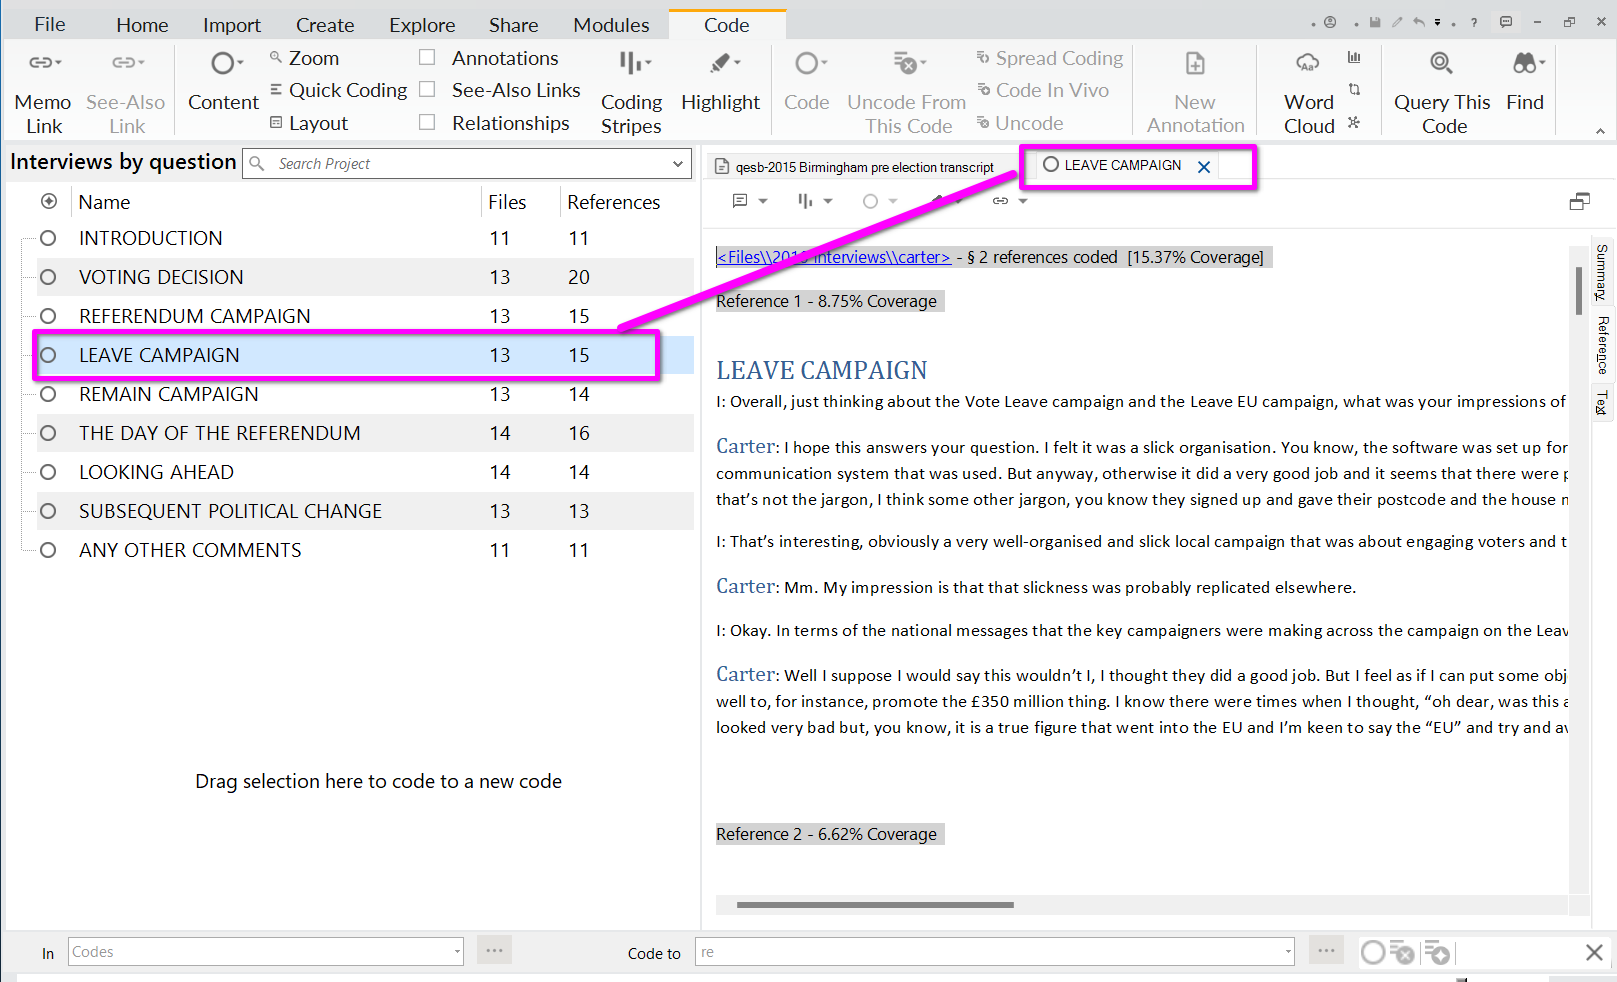 File Home Import Create Explore Share Modules Code
Memo Link
See-Also Link
Content
Zoom
Quick Coding
Layout
Annotations
See-Also Links
Relationships
Coding Stripes
Highlight
Code
Uncode From This Code
Spread Coding
Code In Vivo
Uncode
New Annotation
Word Cloud
Query This Code
Find
Interviews by question
Search Project
Name Files References
INTRODUCTION 11 11
VOTING DECISION 13 20
REFERENDUM CAMPAIGN 13 15
LEAVE CAMPAIGN 13 15
REMAIN CAMPAIGN 13 14
THE DAY OF THE REFERENDUM 14 16
LOOKING AHEAD 14 14
SUBSEQUENT POLITICAL CHANGE 13 13
ANY OTHER COMMENTS 11 11
Drag selection here to code to a new code
qesb-2015 Birmingham pre election transcript
LEAVE CAMPAIGN
<Files\\ \\carter> - § 2 references coded [15.37% Coverage]
Reference 1 - 8.75% Coverage
LEAVE CAMPAIGN
I: Overall, just thinking about the Vote Leave campaign and the Leave EU campaign, what was your impressions of
Carter: I hope this answers your question. I felt it was a slick organisation. You know, the software was set up for
communication system that was used. But anyway, otherwise it did a very good job and it seems that there were p
that's not the jargon, I think some other jargon, you know they signed up and gave their postcode and the house n
I: That's interesting, obviously a very well-organised and slick local campaign that was about engaging voters and t
Carter: Mm. My impression is that that slickness was probably replicated elsewhere.
I: Okay. In terms of the national messages that the key campaigners were making across the campaign on the Leav
Carter: Well I suppose I would say this wouldn't I, I thought they did a good job. But I feel as if I can put some obj
well to, for instance, promote the £350 million thing. I know there were times when I thought, "oh dear, was this a
looked very bad but, you know, it is a true figure that went into the EU and I'm keen to say the "EU" and try and av
Reference 2 - 6.62% Coverage
Summary
Reference
Text
In Codes
Code to re